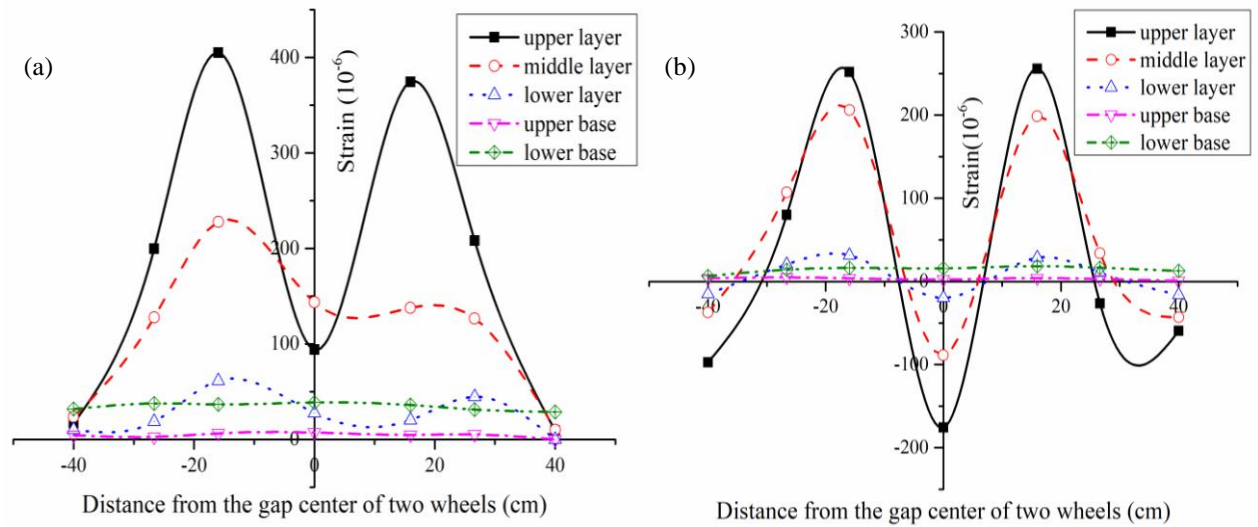 (a)
400
300
200
100
0
Strain (10⁻⁶)
upper layer
middle layer
lower layer
upper base
lower base
-40
-20
0
20
40
Distance from the gap center of two wheels (cm)
(b)
300
200
100
0
-100
-200
Strain(10⁻⁶)
upper layer
middle layer
lower layer
upper base
lower base
-40
-20
0
20
40
Distance from the gap center of two wheels (cm)